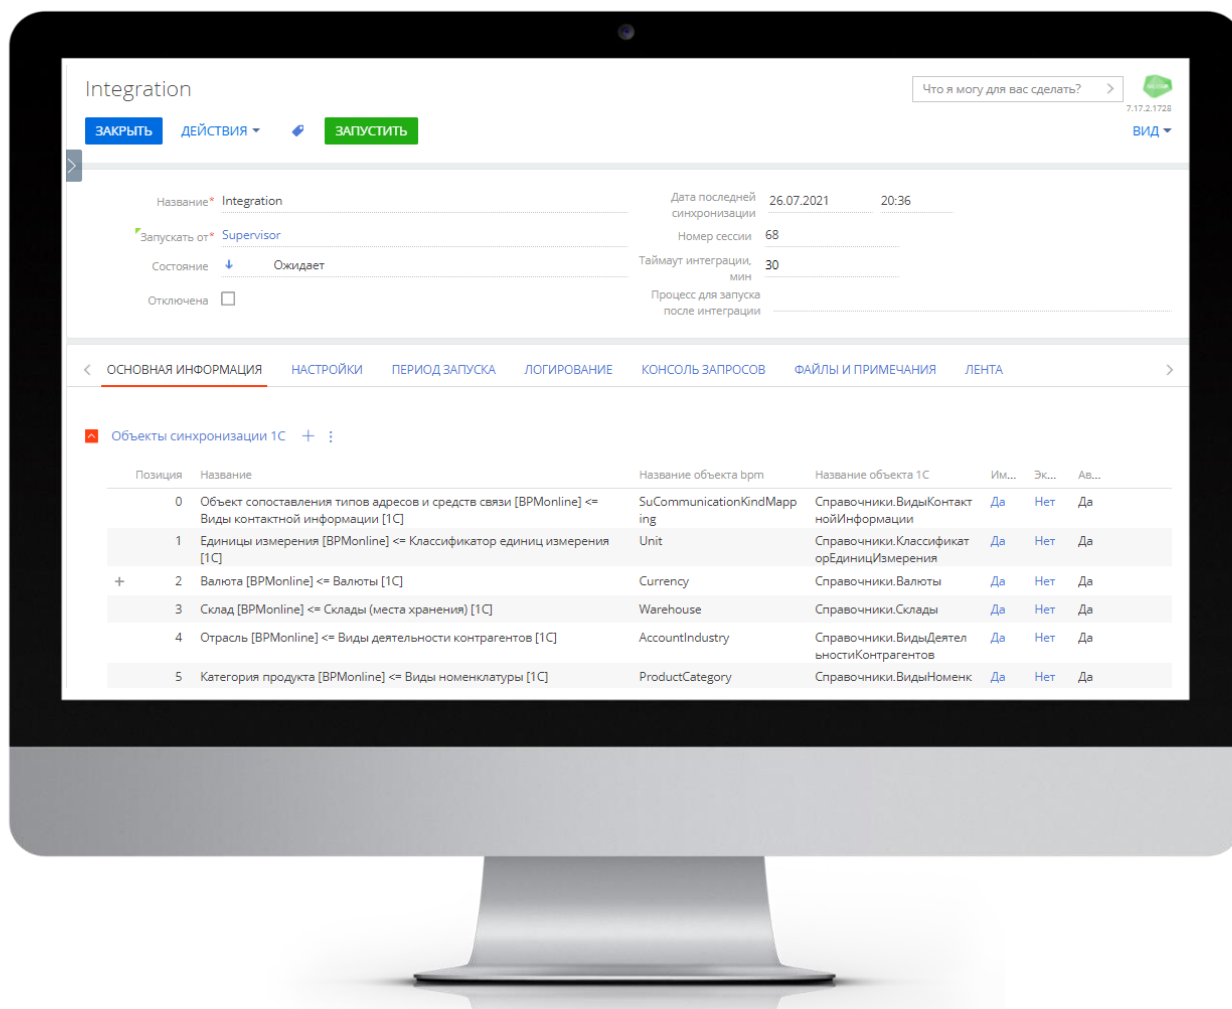 Integration
Что я могу для вас сделать?
7.17.2.1728
ЗАКРЫТЬ ДЕЙСТВИЯ ЗАПУСТИТЬ ВИД
Название* Integration
Дата последней синхронизации 26.07.2021 20:36
Запускать от* Supervisor
Номер сессии 68
Состояние Ожидает
Таймаут интеграции, мин 30
Отключена
Процесс для запуска после интеграции
ОСНОВНАЯ ИНФОРМАЦИЯ НАСТРОЙКИ ПЕРИОД ЗАПУСКА ЛОГИРОВАНИЕ КОНСОЛЬ ЗАПРОСОВ ФАЙЛЫ И ПРИМЕЧАНИЯ ЛЕНТА
Объекты синхронизации 1С
Позиция Название Название объекта bpm Название объекта 1С Им... Эк... Ав...
0 Объект сопоставления типов адресов и средств связи [BPMonline] <= SuCommunicationKindMapp Справочники.ВидыКонтакт Да Нет Да
Виды контактной информации [1С] ing нойИнформации
1 Единицы измерения [BPMonline] <= Классификатор единиц измерения Unit Справочники.Классификат Да Нет Да
[1С] орЕдиницИзмерения
2 Валюта [BPMonline] <= Валюты [1С] Currency Справочники.Валюты Да Нет Да
3 Склад [BPMonline] <= Склады (места хранения) [1С] Warehouse Справочники.Склады Да Нет Да
4 Отрасль [BPMonline] <= Виды деятельности контрагентов [1С] AccountIndustry Справочники.ВидыДеятел Да Нет Да
ьностиКонтрагентов
5 Категория продукта [BPMonline] <= Виды номенклатуры [1С] ProductCategory Справочники.ВидыНоменк Да Нет Да